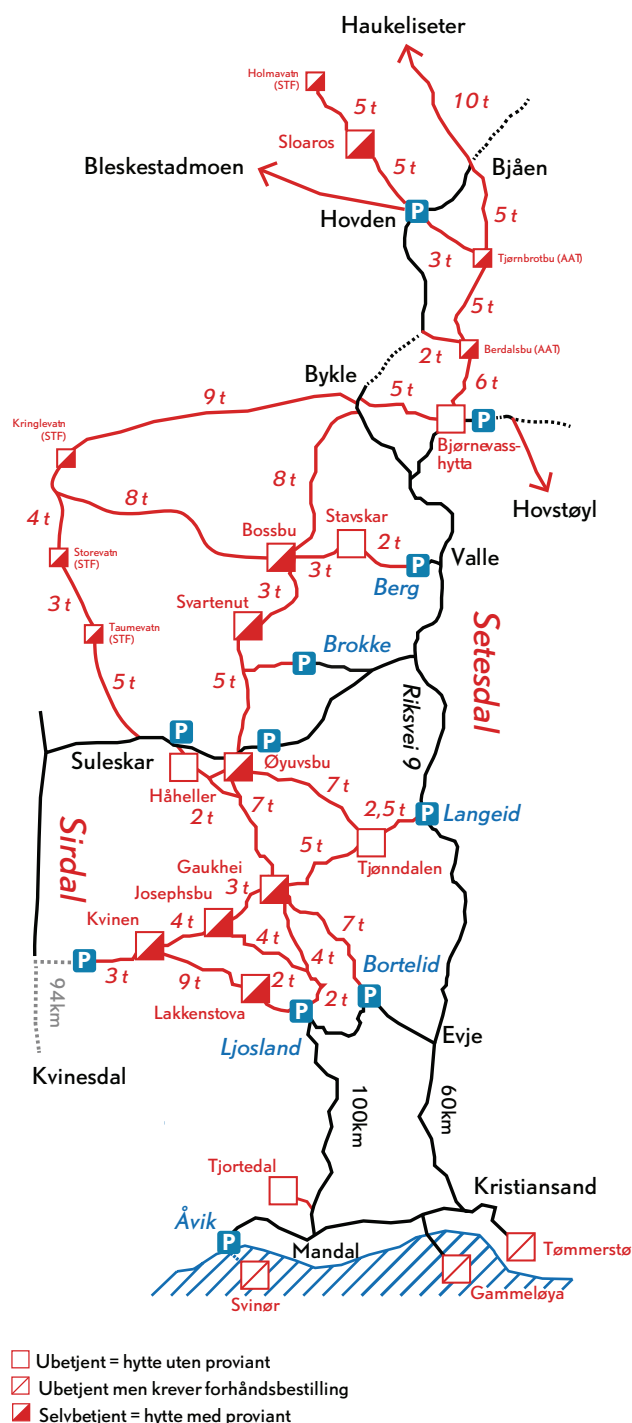 Haukeliseter
Holmavatn
(STF)
5 t
10 t
Sloaros
5 t
Bjåen
Bleskestadmoen
P
Hovden
5 t
3 t
Tjørnbrotbu (AAT)
5 t
2 t
Berdalsbu (AAT)
Bykle
6 t
9 t
5 t
P
Kringlevatn
(STF)
Bjørnevass-
hytta
8 t
Hovstøyl
8 t
Stavskar
4 t
Bossbu
2 t
Valle
Storevatn
(STF)
3 t
P
Berg
3 t
3 t
Svartenut
Taumevatn
(STF)
Brokke
Setesdal
P
5 t
5 t
Riksvei 9
P
P
Suleskar
Øyuvsbu
Håheller
7 t
7 t
2,5 t
P
Langeid
2 t
Sirdal
5 t
Tjønndalen
Gaukhei
3 t
Josephsbu
Kvinen
4 t
7 t
4 t
4 t
Bortelid
P
3 t
9 t
2 t
2 t
P
94km
Lakkenstova
P
Ljosland
Evje
Kvinesdal
100km
60km
Tjortedal
Kristiansand
Åvik
P
Mandal
Tømmerstø
Svinør
Gammeløya
Ubetjent = hytte uten proviant
Ubetjent men krever forhåndsbestilling
Selvbetjent = hytte med proviant